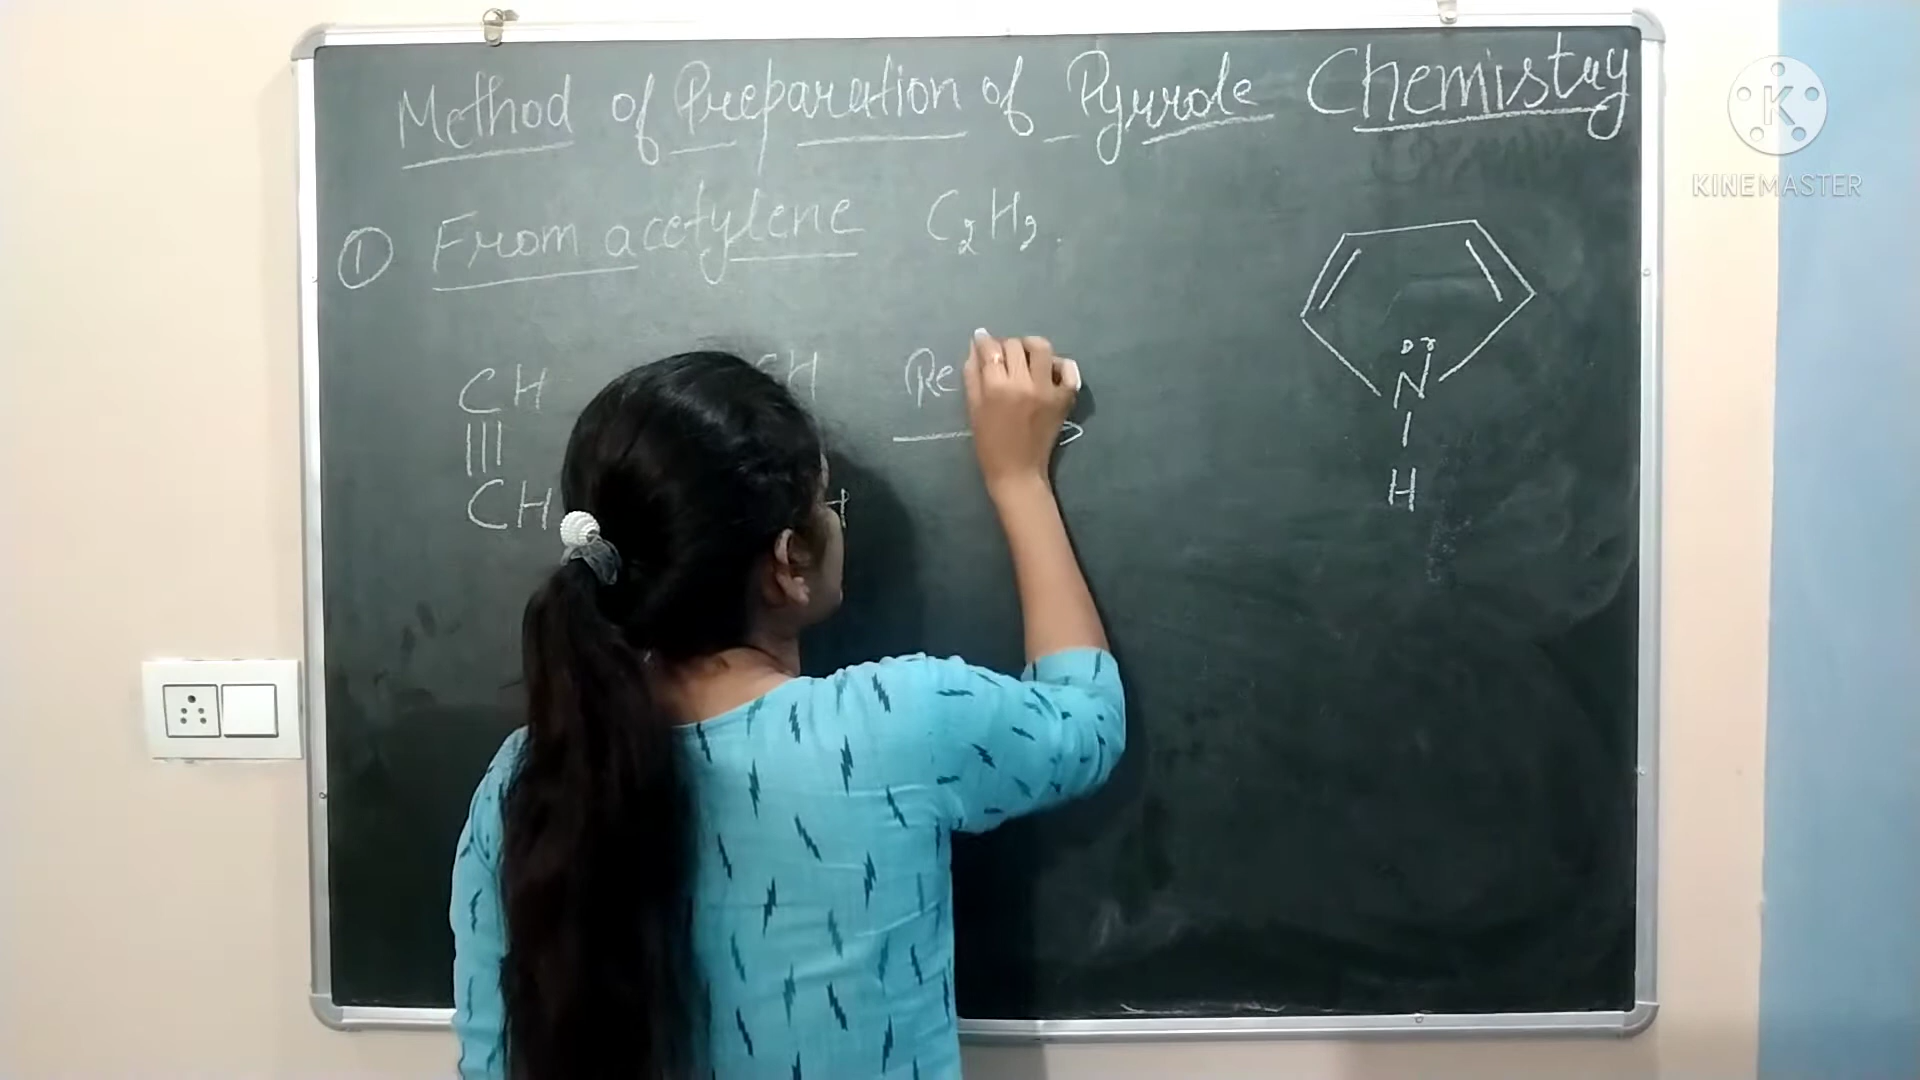 Method of Preparation of Pyrrole Chemistry
KINEMASTER
① From acetylene C₂H₂.
CH CH Re
|||
CH H
N
H